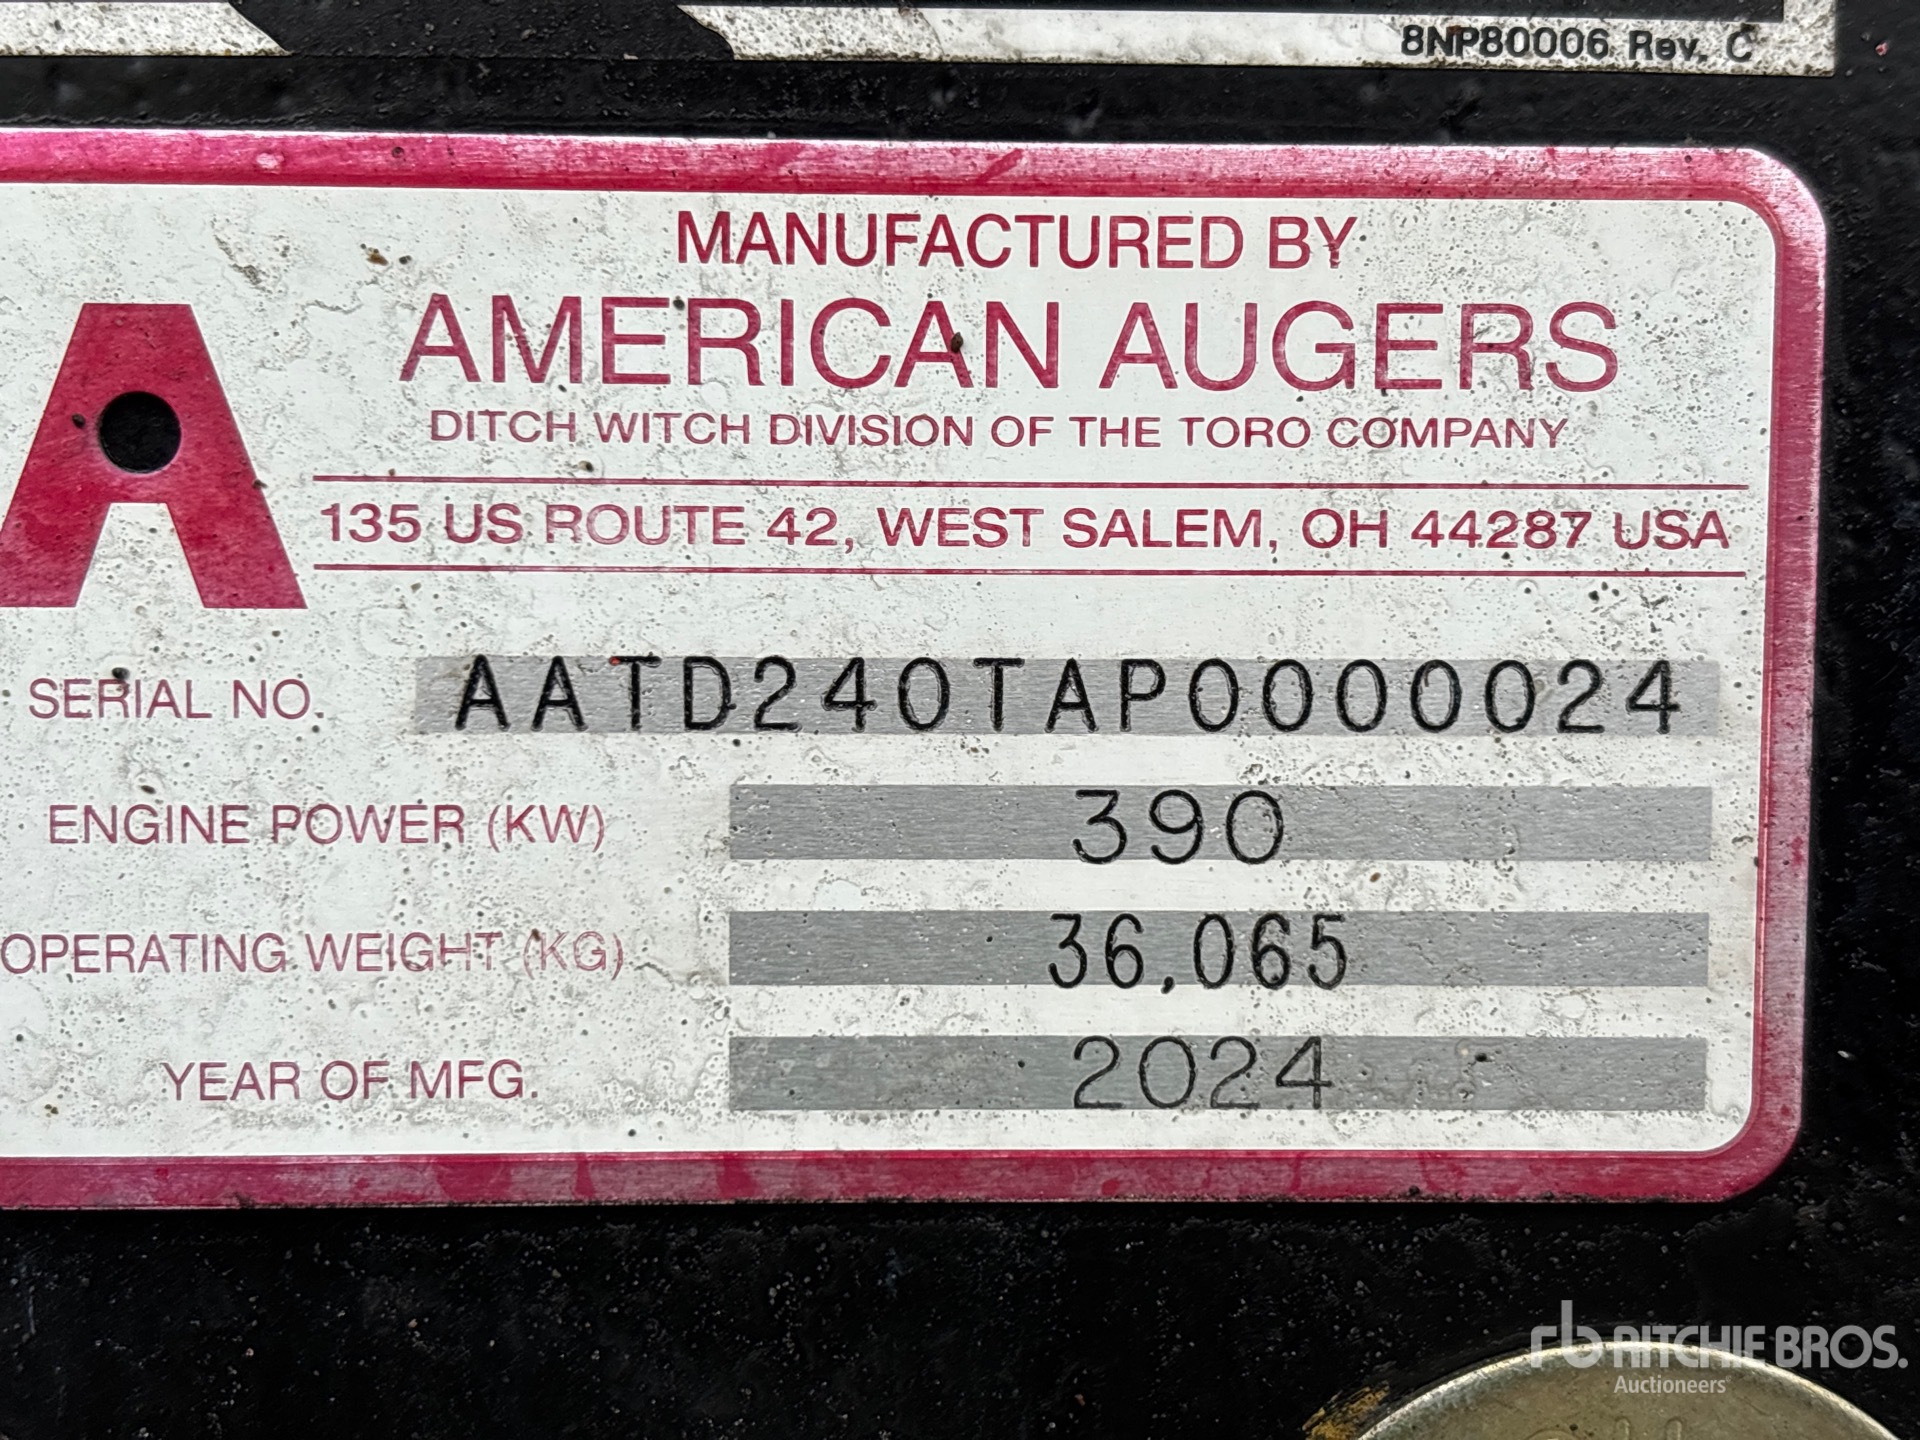 8NP80006 Rev. C
MANUFACTURED BY
AMERICAN AUGERS
DITCH WITCH DIVISION OF THE TORO COMPANY
135 US ROUTE 42, WEST SALEM, OH 44287 USA
SERIAL NO. AATD240TAP0000024
ENGINE POWER (KW) 390
OPERATING WEIGHT (KG) 36,065
YEAR OF MFG. 2024
rb RITCHIE BROS.
Auctioneers